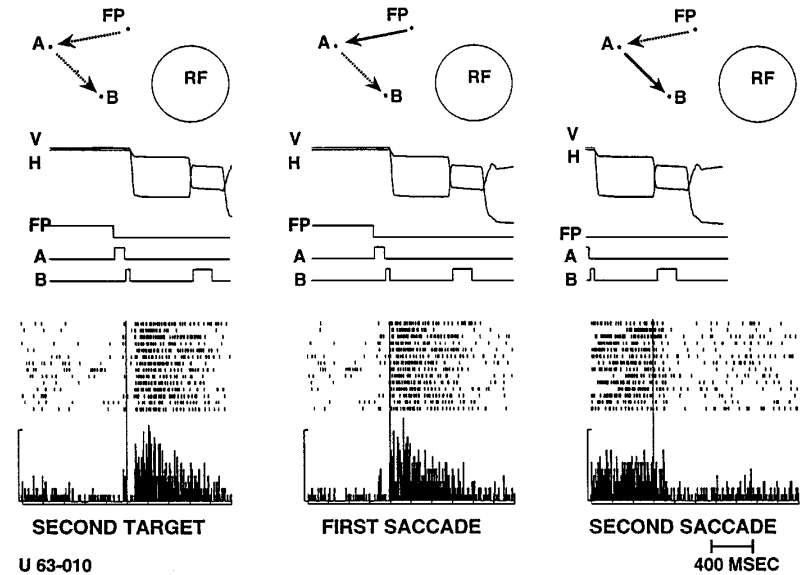 FP
A
B
RF
V
H
FP
A
B
FP
A
B
RF
V
H
FP
A
B
FP
A
B
RF
V
H
FP
A
B
SECOND TARGET
FIRST SACCADE
SECOND SACCADE
U 63-010
400 MSEC